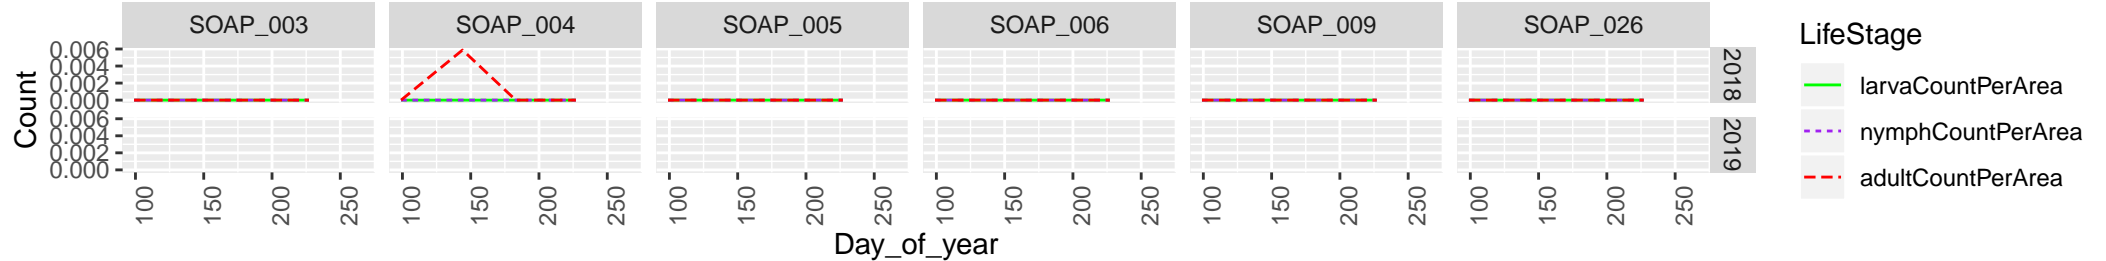 SOAP_003 SOAP_004 SOAP_005 SOAP_006 SOAP_009 SOAP_026
LifeStage
larvaCountPerArea
nymphCountPerArea
adultCountPerArea
Count
0.006
0.004
0.002
0.000
2018
0.006
0.004
0.002
0.000
2019
100 150 200 250 100 150 200 250 100 150 200 250 100 150 200 250 100 150 200 250 100 150 200 250
Day_of_year